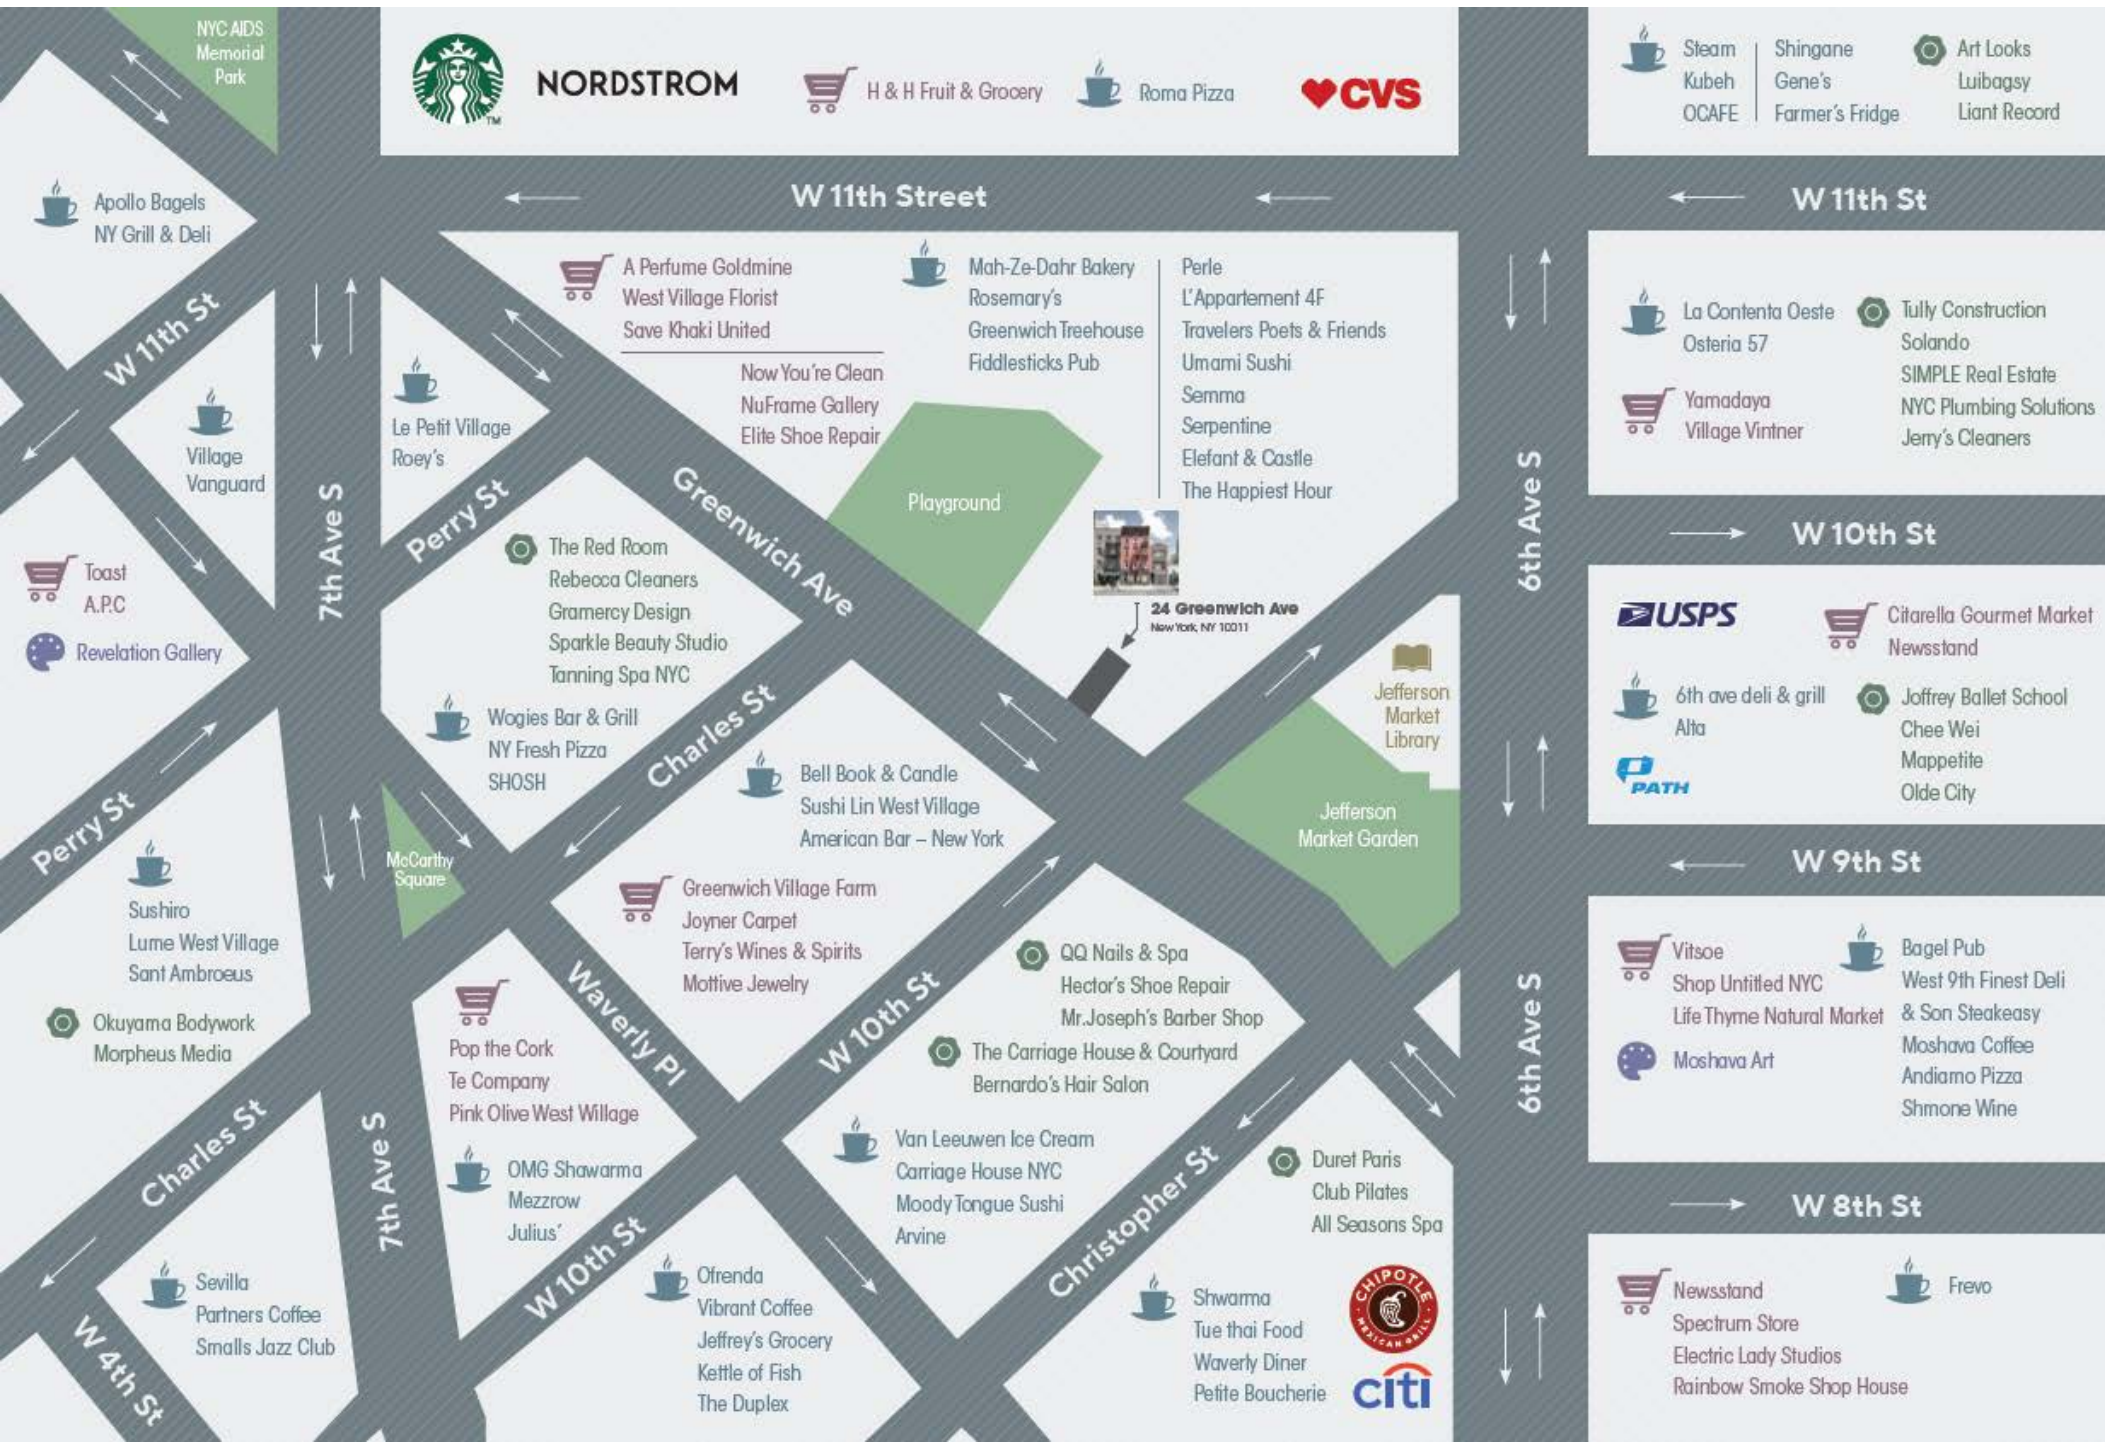 NYC AIDS
Memorial
Park
™
NORDSTROM
H & H Fruit & Grocery
Roma Pizza
CVS
Steam
Kubeh
OCAFE
Shingane
Gene's
Farmer's Fridge
Art Looks
Luibagsy
Liant Record
Apollo Bagels
NY Grill & Deli
W 11th Street
W 11th St
W 11th St
A Perfume Goldmine
West Village Florist
Save Khaki United
Now You're Clean
NuFrame Gallery
Elite Shoe Repair
Mah-Ze-Dahr Bakery
Rosemary's
Greenwich Treehouse
Fiddlesticks Pub
Perle
L'Appartement 4F
Travelers Poets & Friends
Umami Sushi
Semma
Serpentine
Elefant & Castle
The Happiest Hour
La Contenta Oeste
Osteria 57
Yamadaya
Village Vintner
Tully Construction
Solando
SIMPLE Real Estate
NYC Plumbing Solutions
Jerry's Cleaners
Village
Vanguard
Le Petit Village
Roey's
7th Ave S
Perry St
Greenwich Ave
Playground
6th Ave S
W 10th St
Toast
A.P.C
Revelation Gallery
The Red Room
Rebecca Cleaners
Gramercy Design
Sparkle Beauty Studio
Tanning Spa NYC
Wogies Bar & Grill
NY Fresh Pizza
SHOSH
24 Greenwich Ave
New York, NY 10011
Jefferson
Market
Library
USPS
Citarella Gourmet Market
Newsstand
6th ave deli & grill
Alta
PATH
Joffrey Ballet School
Chee Wei
Mappetite
Olde City
Charles St
Bell Book & Candle
Sushi Lin West Village
American Bar – New York
Jefferson
Market Garden
Perry St
McCarthy
Square
W 9th St
Sushiro
Lume West Village
Sant Ambroeus
Okuyama Bodywork
Morpheus Media
Greenwich Village Farm
Joyner Carpet
Terry's Wines & Spirits
Mottive Jewelry
QQ Nails & Spa
Hector's Shoe Repair
Mr.Joseph's Barber Shop
The Carriage House & Courtyard
Bernardo's Hair Salon
Vitsoe
Shop Untitled NYC
Life Thyme Natural Market
Moshava Art
Bagel Pub
West 9th Finest Deli
& Son Steakeasy
Moshava Coffee
Andiamo Pizza
Shmone Wine
Waverly Pl
W 10th St
6th Ave S
Pop the Cork
Te Company
Pink Olive West Willage
OMG Shawarma
Mezzrow
Julius'
Charles St
7th Ave S
Van Leeuwen Ice Cream
Carriage House NYC
Moody Tongue Sushi
Arvine
Christopher St
Duret Paris
Club Pilates
All Seasons Spa
W 8th St
Sevilla
Partners Coffee
Smalls Jazz Club
W 4th St
W 10th St
Ofrenda
Vibrant Coffee
Jeffrey's Grocery
Kettle of Fish
The Duplex
Shwarma
Tue thai Food
Waverly Diner
Petite Boucherie
CHIPOTLE
MEXICAN GRILL
citi
Newsstand
Spectrum Store
Electric Lady Studios
Rainbow Smoke Shop House
Frevo